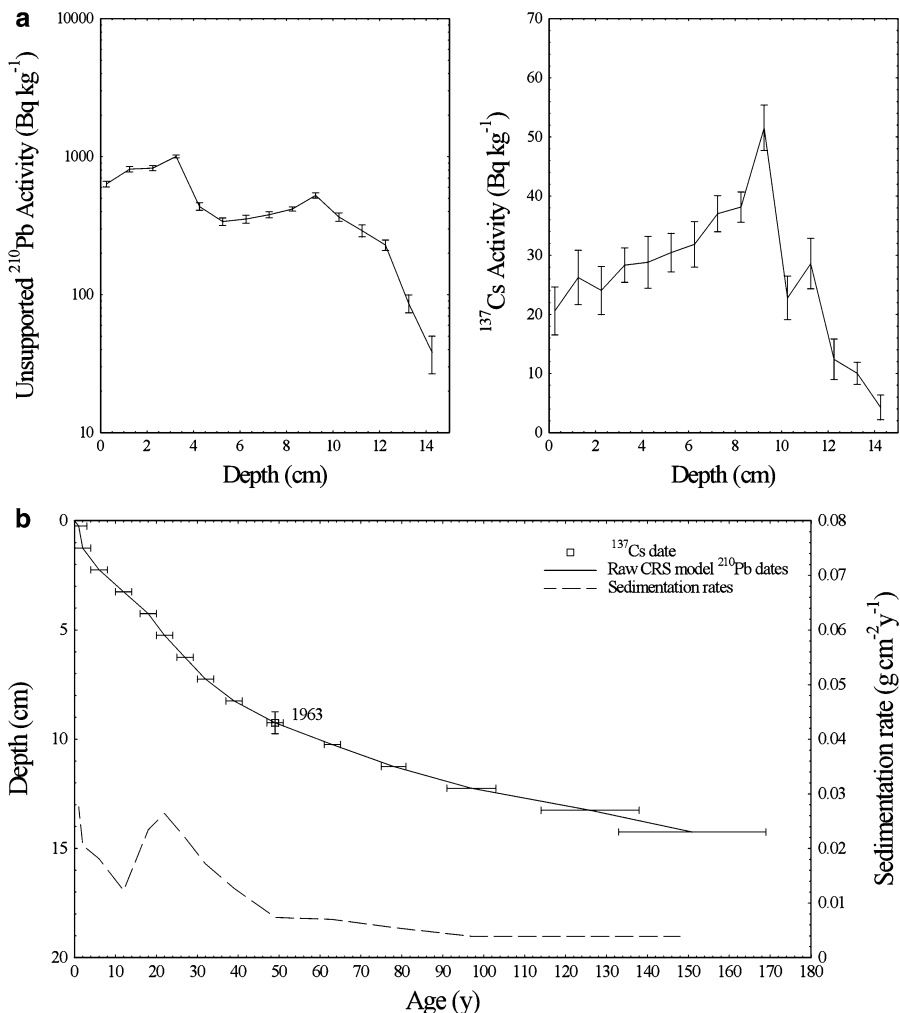 a
10000
1000
100
10
Unsupported ²¹⁰Pb Activity (Bq kg⁻¹)
0 2 4 6 8 10 12 14
Depth (cm)
70
60
50
40
30
20
10
0
¹³⁷Cs Activity (Bq kg⁻¹)
0 2 4 6 8 10 12 14
Depth (cm)
b
0
5
10
15
20
Depth (cm)
¹³⁷Cs date
Raw CRS model ²¹⁰Pb dates
Sedimentation rates
1963
0.08
0.07
0.06
0.05
0.04
0.03
0.02
0.01
0
Sedimentation rate (g cm⁻² y⁻¹)
0 10 20 30 40 50 60 70 80 90 100 110 120 130 140 150 160 170 180
Age (y)